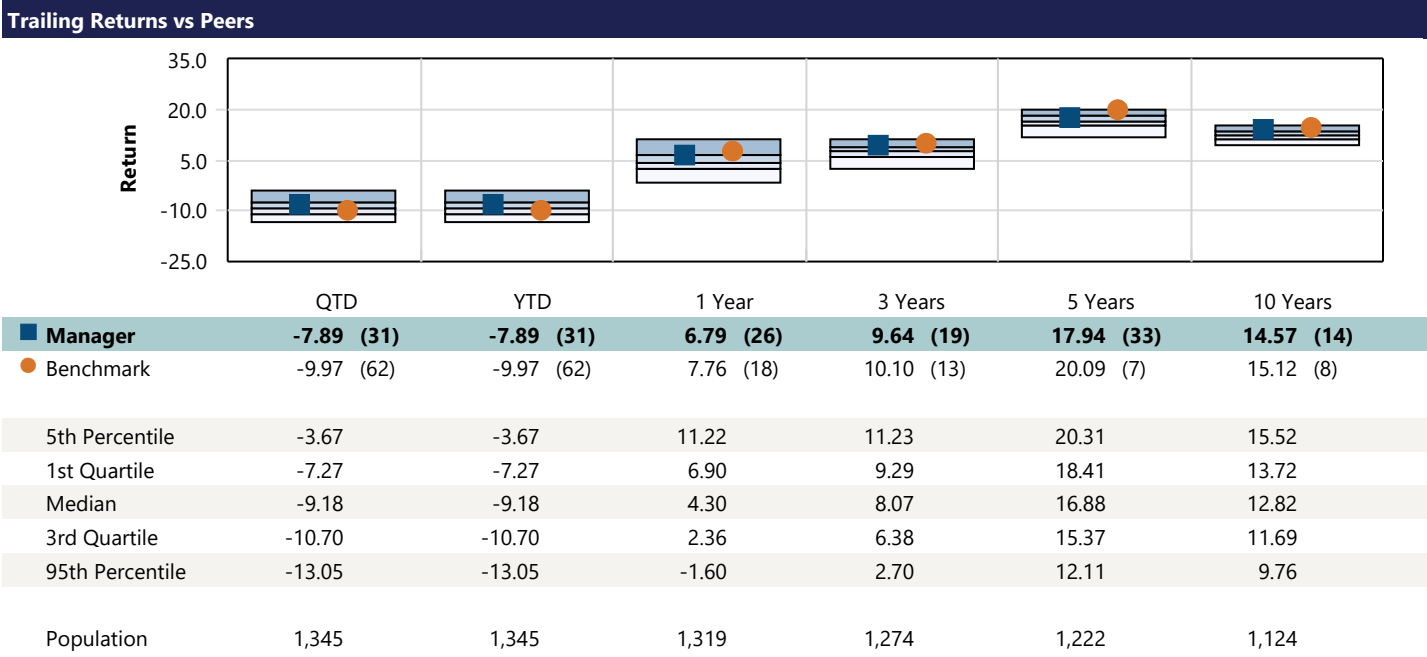 Trailing Returns vs Peers
35.0
20.0
5.0
-10.0
-25.0
Return
QTD YTD 1 Year 3 Years 5 Years 10 Years
Manager -7.89 (31) -7.89 (31) 6.79 (26) 9.64 (19) 17.94 (33) 14.57 (14)
Benchmark -9.97 (62) -9.97 (62) 7.76 (18) 10.10 (13) 20.09 (7) 15.12 (8)
5th Percentile -3.67 -3.67 11.22 11.23 20.31 15.52
1st Quartile -7.27 -7.27 6.90 9.29 18.41 13.72
Median -9.18 -9.18 4.30 8.07 16.88 12.82
3rd Quartile -10.70 -10.70 2.36 6.38 15.37 11.69
95th Percentile -13.05 -13.05 -1.60 2.70 12.11 9.76
Population 1,345 1,345 1,319 1,274 1,222 1,124